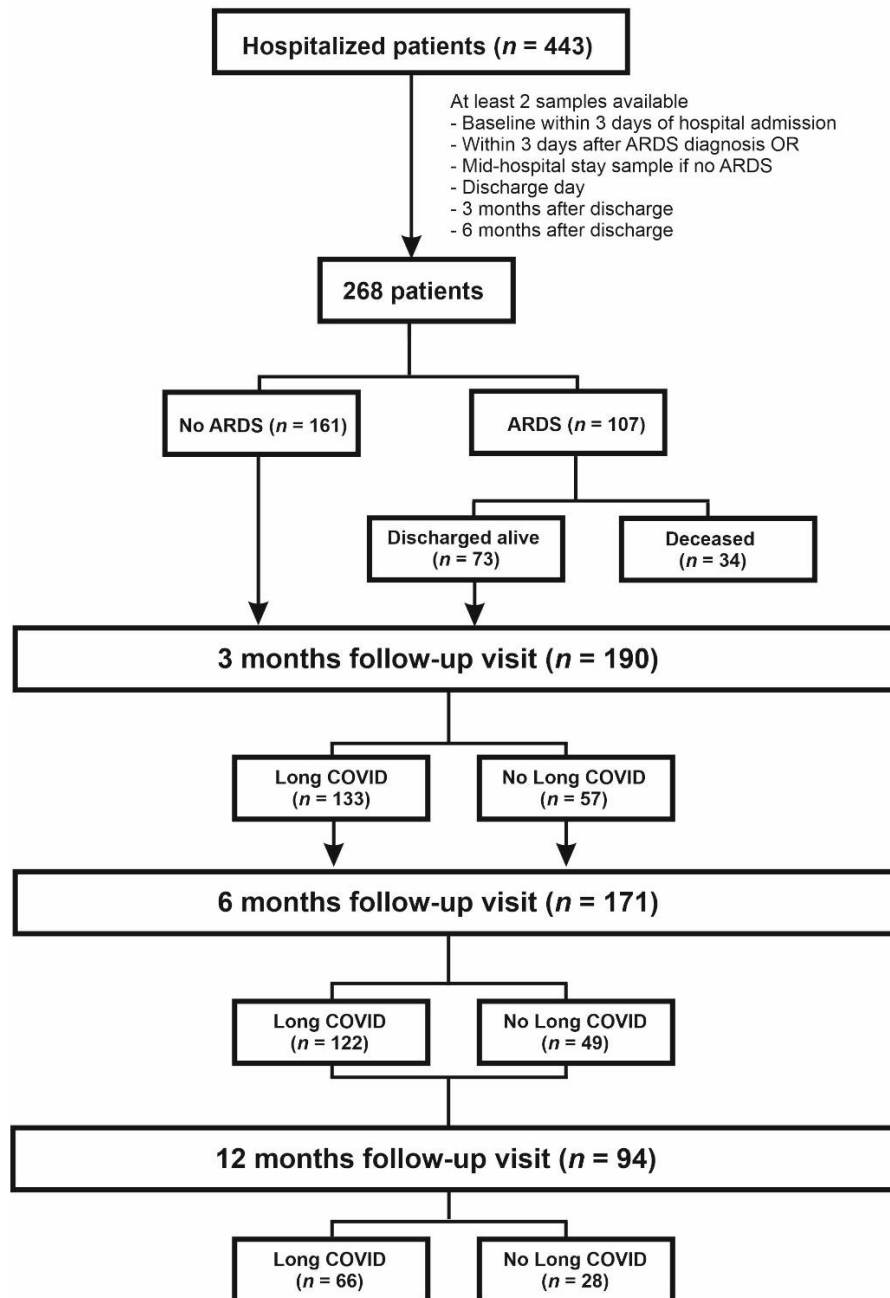 Hospitalized patients (n = 443)
At least 2 samples available
- Baseline within 3 days of hospital admission
- Within 3 days after ARDS diagnosis OR
- Mid-hospital stay sample if no ARDS
- Discharge day
- 3 months after discharge
- 6 months after discharge
268 patients
No ARDS (n = 161)
ARDS (n = 107)
Discharged alive
(n = 73)
Deceased
(n = 34)
3 months follow-up visit (n = 190)
Long COVID
(n = 133)
No Long COVID
(n = 57)
6 months follow-up visit (n = 171)
Long COVID
(n = 122)
No Long COVID
(n = 49)
12 months follow-up visit (n = 94)
Long COVID
(n = 66)
No Long COVID
(n = 28)